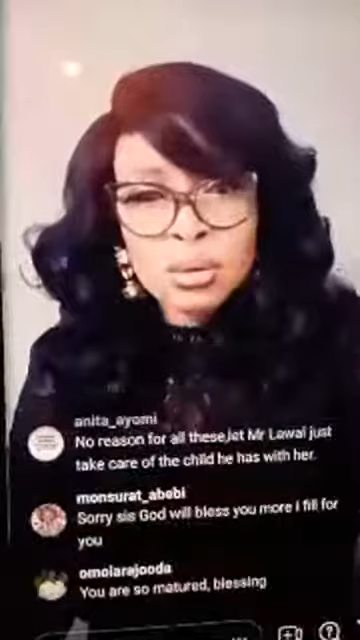 anita_ayomi
No reason for all these,let Mr Lawal just
take care of the child he has with her.
monsurat_abebi
Sorry sis God will bless you more I fill for
you
omolarajooda
You are so matured, blessing